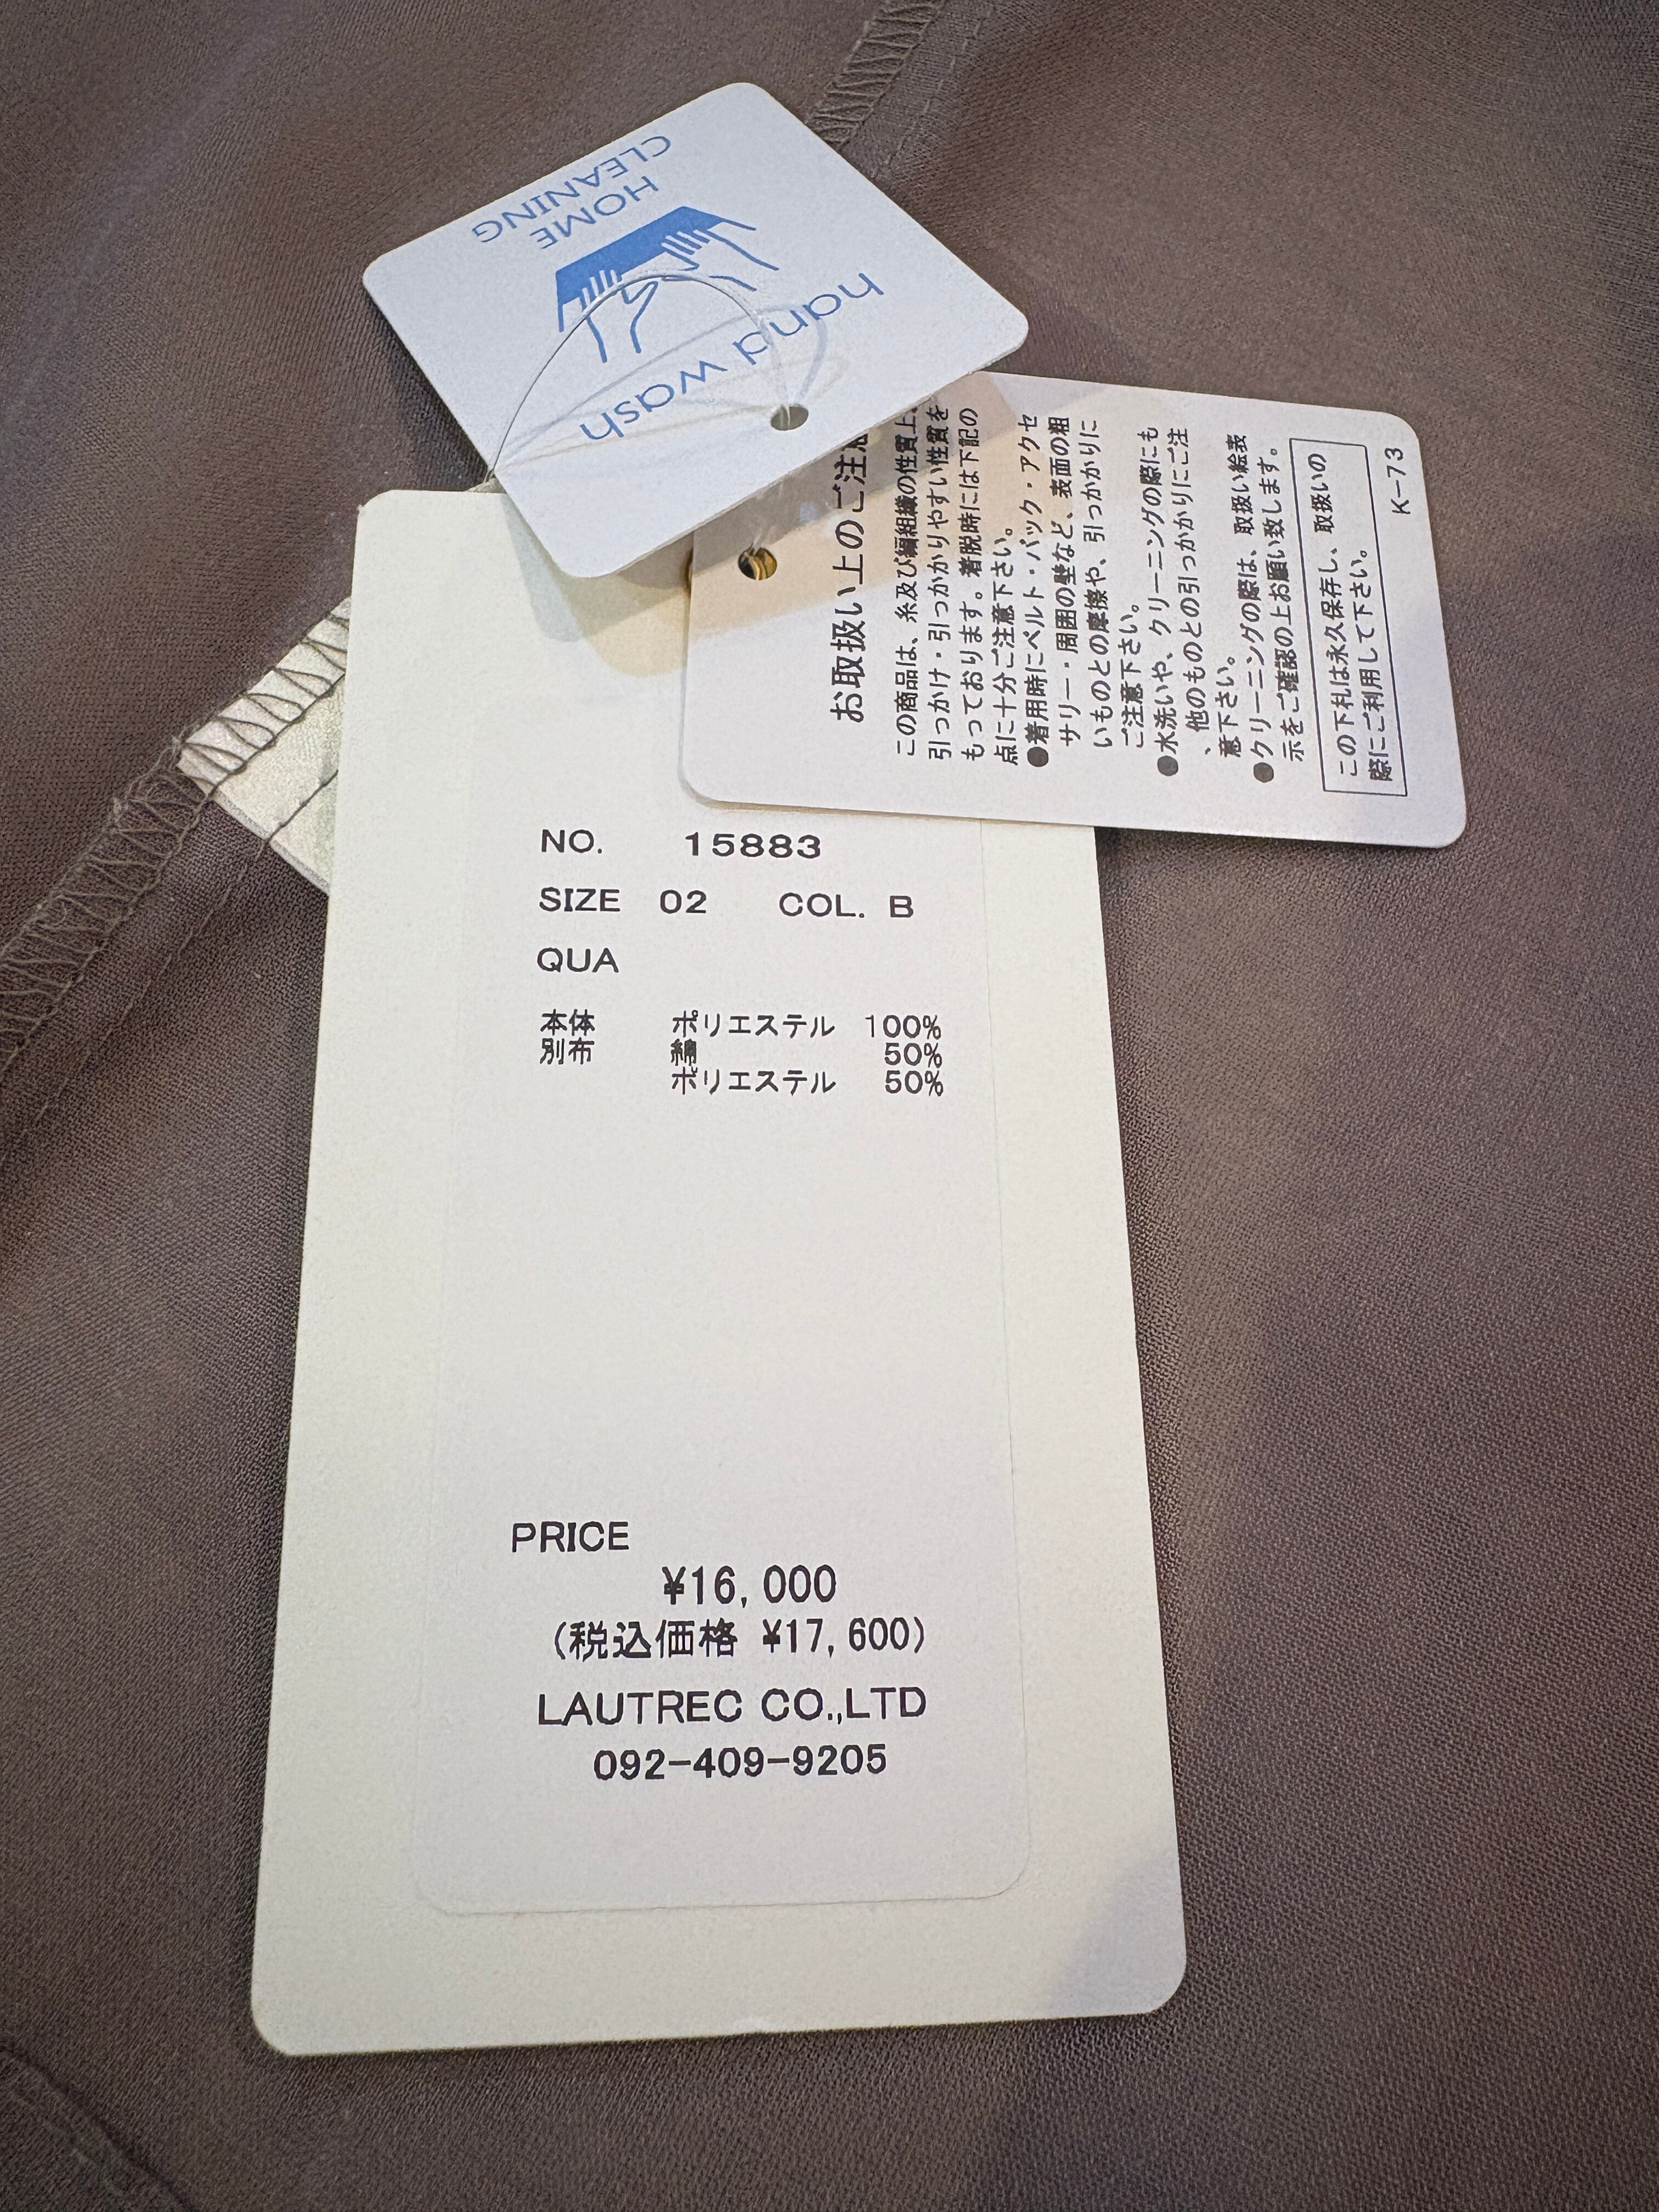 hand wash
HOME
CLEANING
お取扱い上のご注意
この商品は、糸及び編組織の性質上、
引っかけ・引っかかりやすい性質を
もっております。着脱時には下記の
点に十分ご注意下さい。
●着用時にベルト・バック・アクセ
サリー・周囲の壁など、表面の粗
いものとの摩擦や、引っかかりに
ご注意下さい。
●水洗いや、クリーニングの際にも
、他のものとの引っかかりにご注
意下さい。
●クリーニングの際は、取扱い絵表
示をご確認の上お願い致します。
この下札は永久保存し、取扱いの
際にご利用して下さい。
K-73
NO. 15883
SIZE 02 COL. B
QUA
本体 ポリエステル 100%
別布 綿 50%
ポリエステル 50%
PRICE
¥16,000
(税込価格 ¥17,600)
LAUTREC CO.,LTD
092-409-9205